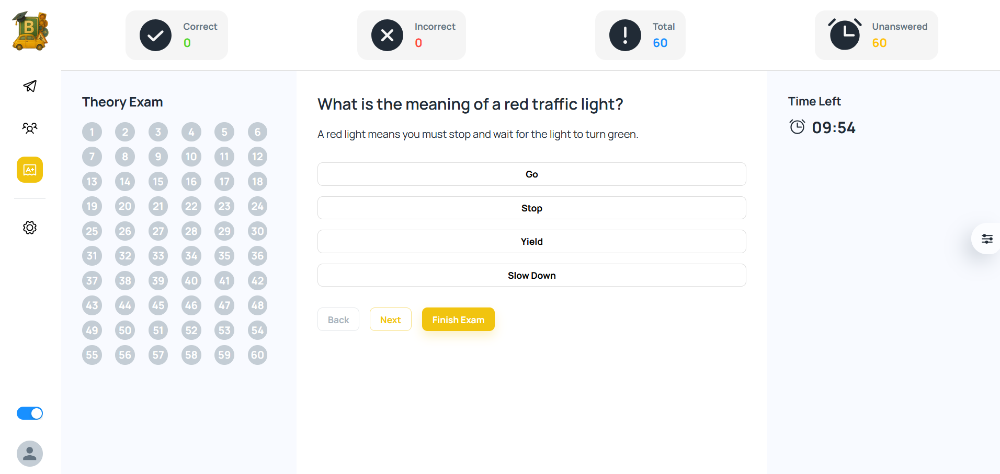 B
Correct
0
Incorrect
0
Total
60
Unanswered
60
A+
Theory Exam
1 2 3 4 5 6
7 8 9 10 11 12
13 14 15 16 17 18
19 20 21 22 23 24
25 26 27 28 29 30
31 32 33 34 35 36
37 38 39 40 41 42
43 44 45 46 47 48
49 50 51 52 53 54
55 56 57 58 59 60
What is the meaning of a red traffic light?
A red light means you must stop and wait for the light to turn green.
Go
Stop
Yield
Slow Down
Back Next Finish Exam
Time Left
09:54